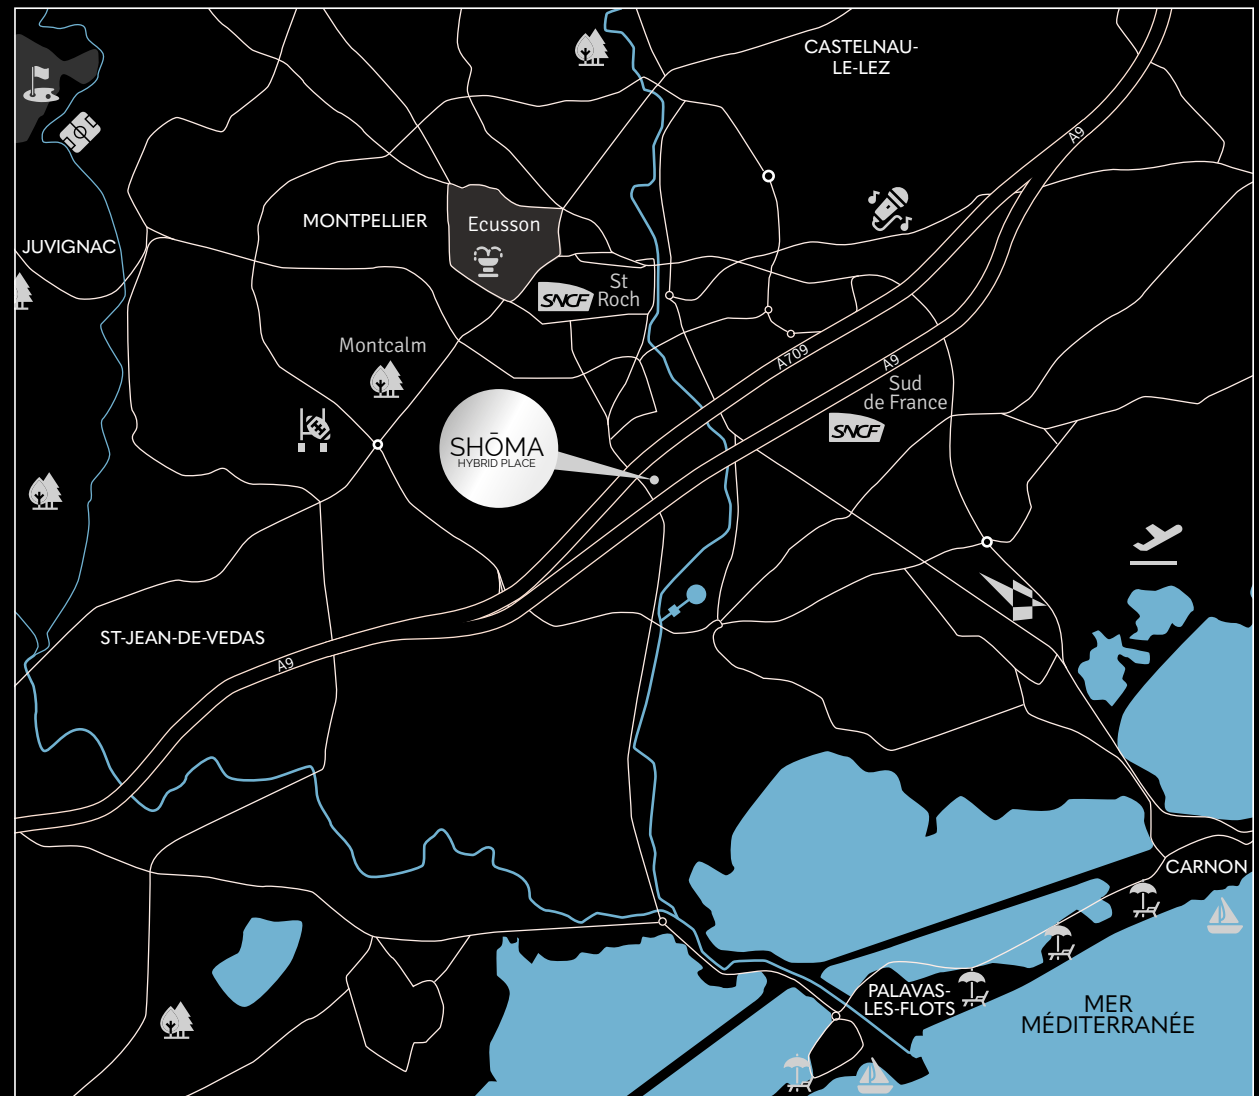 CASTELNAU-
LE-LEZ
A9
MONTPELLIER
Ecusson
JUVIGNAC
St
Roch
SNCF
Montcalm
A709
A9
Sud
de France
SNCF
SHŌMA
HYBRID PLACE
ST-JEAN-DE-VEDAS
A9
CARNON
PALAVAS-
LES-FLOTS
MER
MÉDITERRANÉE